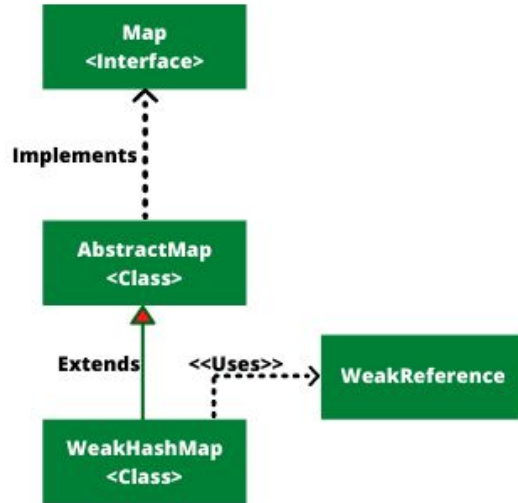 Map
<Interface>
Implements
AbstractMap
<Class>
Extends
<<Uses>>
WeakReference
WeakHashMap
<Class>